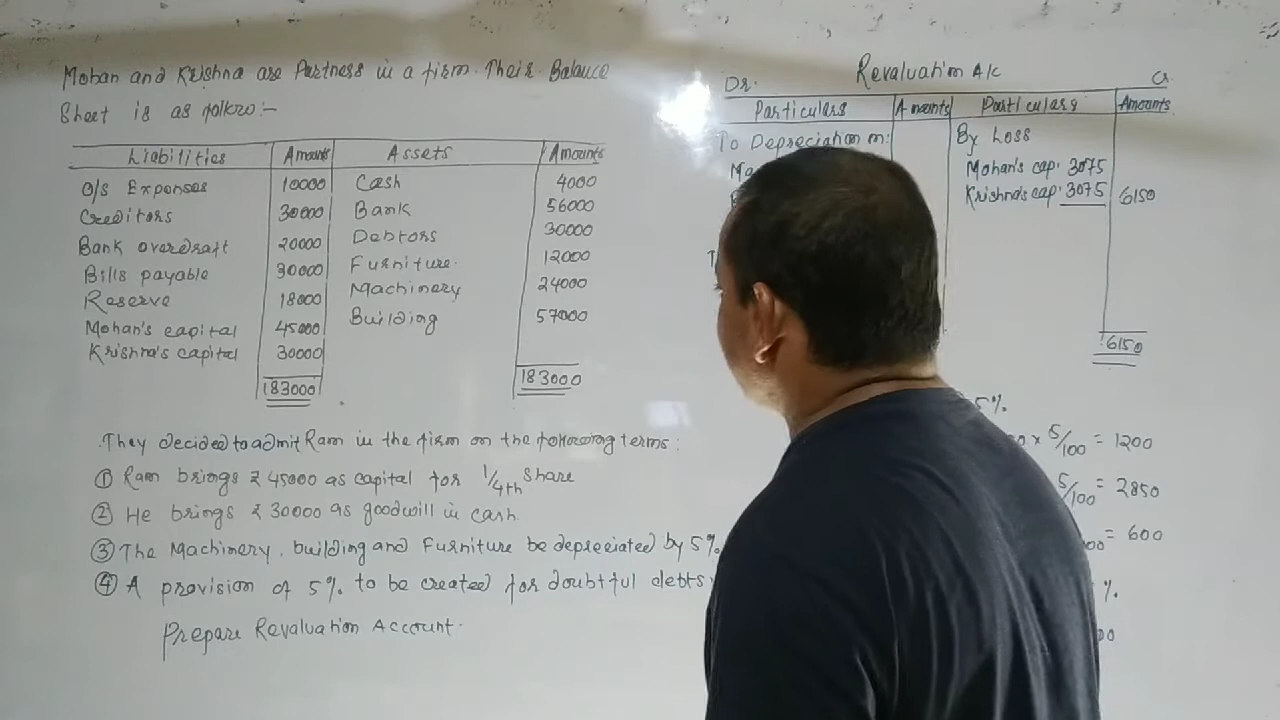 Mohan and Krishna are Partness in a firm. Their Balance
Sheet is as follow:-
Liabilities Amount Assets Amounts
O/s Expenses 10000 Cash 4000
Creditors 30000 Bank 56000
Bank overdraft 20000 Debtors 30000
Bills payable 30000 Furniture. 12000
Reserve 18000 Machinery 24000
Mohan's capital 45000 Building 57000
Krishna's capital 30000
183000 183000
They decided to admit Ram in the firm on the following terms:
① Ram brings ₹ 45000 as capital for 1/4th share
② He brings ₹ 30000 as goodwill in cash.
③ The Machinery, building and Furniture be depreciated by 5%.
④ A provision of 5% to be created for doubtful debts
Prepare Revaluation Account.
Dr. Revaluation A/c Cr
Particulars Amounts Particulars Amounts
To Depreciation on: By Loss
Mohan's cap. 3075
Krishna's cap. 3075 6150
6150
5%.
× 5/100 = 1200
5/100 = 2850
= 600
%.